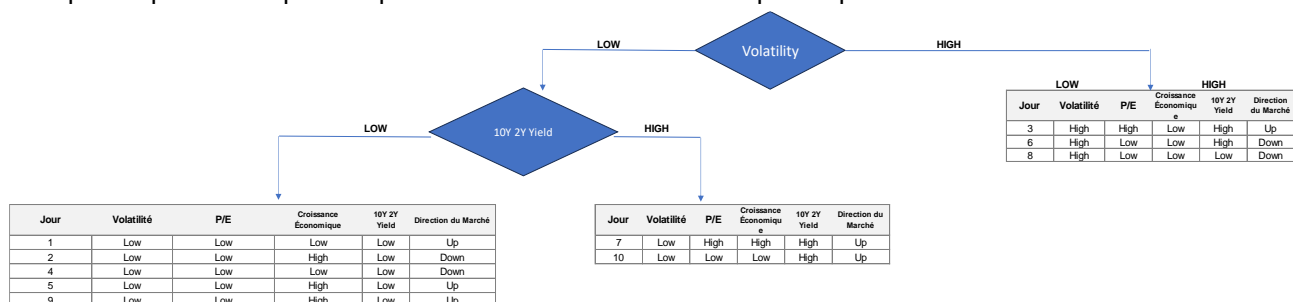 Volatility
LOW
HIGH
10Y 2Y Yield
LOW
HIGH
LOW HIGH
Jour Volatilité P/E Croissance Économiqu e 10Y 2Y Yield Direction du Marché
3 High High Low High Up
6 High Low Low High Down
8 High Low Low Low Down
Jour Volatilité P/E Croissance Économique 10Y 2Y Yield Direction du Marché
1 Low Low Low Low Up
2 Low Low High Low Down
4 Low Low Low Low Down
5 Low Low High Low Up
9 Low Low High Low Up
Jour Volatilité P/E Croissance Économiqu e 10Y 2Y Yield Direction du Marché
7 Low High High High Up
10 Low Low Low High Up